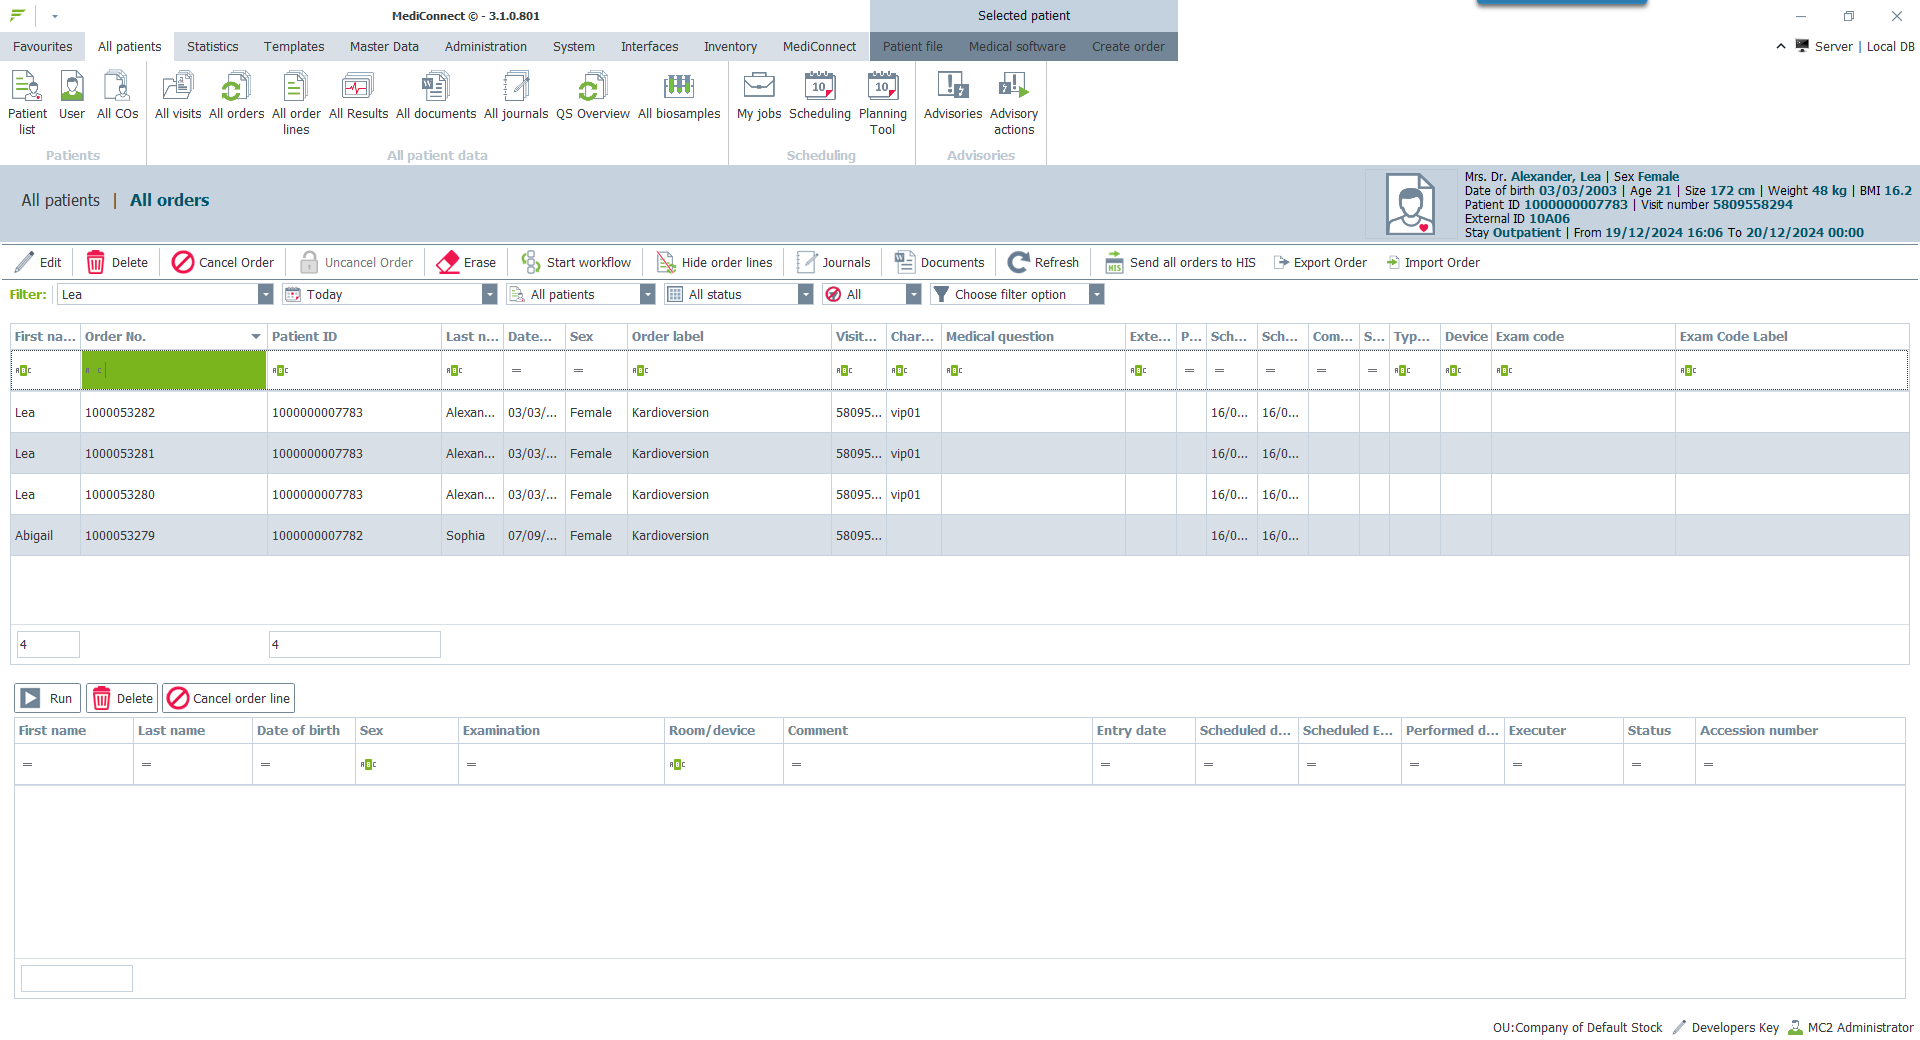 MediConnect © - 3.1.0.801
Selected patient
Favourites All patients Statistics Templates Master Data Administration System Interfaces Inventory MediConnect Patient file Medical software Create order
Server | Local DB
Patient list User All COs All visits All orders All order lines All Results All documents All journals QS Overview All biosamples My jobs Scheduling Planning Tool Advisories Advisory actions
Patients All patient data Scheduling Advisories
All patients | All orders
Mrs. Dr. Alexander, Lea | Sex Female
Date of birth 03/03/2003 | Age 21 | Size 172 cm | Weight 48 kg | BMI 16.2
Patient ID 1000000007783 | Visit number 5809558294
External ID 10A06
Stay Outpatient | From 19/12/2024 16:06 To 20/12/2024 00:00
Edit Delete Cancel Order Uncancel Order Erase Start workflow Hide order lines Journals Documents Refresh Send all orders to HIS Export Order Import Order
Filter: Lea Today All patients All status All Choose filter option
First na... Order No. Patient ID Last n... Date... Sex Order label Visit... Char... Medical question Exte... P... Sch... Sch... Com... S... Typ... Device Exam code Exam Code Label
Lea 1000053282 1000000007783 Alexan... 03/03/... Female Kardioversion 58095... vip01 16/0... 16/0...
Lea 1000053281 1000000007783 Alexan... 03/03/... Female Kardioversion 58095... vip01 16/0... 16/0...
Lea 1000053280 1000000007783 Alexan... 03/03/... Female Kardioversion 58095... vip01 16/0... 16/0...
Abigail 1000053279 1000000007782 Sophia 07/09/... Female Kardioversion 58095... 16/0... 16/0...
4 4
Run Delete Cancel order line
First name Last name Date of birth Sex Examination Room/device Comment Entry date Scheduled d... Scheduled E... Performed d... Executer Status Accession number
OU:Company of Default Stock Developers Key MC2 Administrator